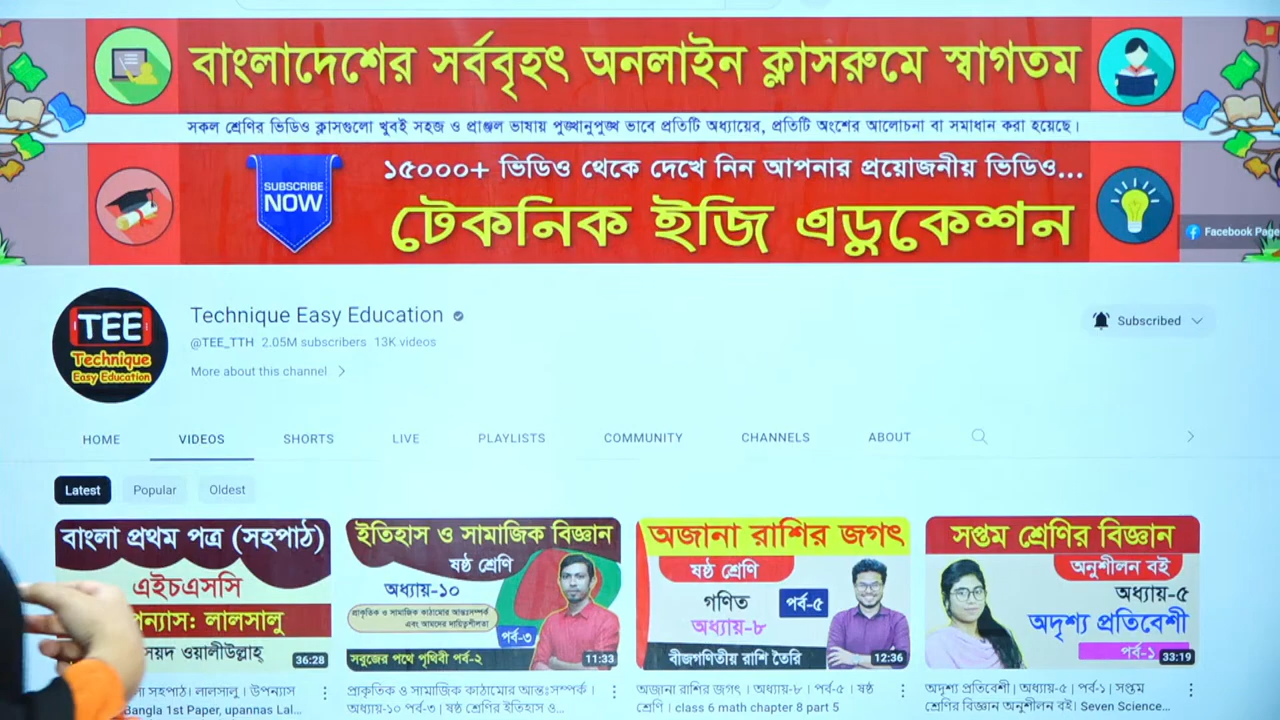 বাংলাদেশের সর্ববৃহৎ অনলাইন ক্লাসরুমে স্বাগতম
সকল শ্রেণির ভিডিও ক্লাসগুলো খুবই সহজ ও প্রাঞ্জল ভাষায় পুঙ্খানুপুঙ্খ ভাবে প্রতিটি অধ্যায়ের, প্রতিটি অংশের আলোচনা বা সমাধান করা হয়েছে।
১৫০০০+ ভিডিও থেকে দেখে নিন আপনার প্রয়োজনীয় ভিডিও...
SUBSCRIBE
NOW
টেকনিক ইজি এডুকেশন
Facebook Page
TEE
Technique
Easy Education
Technique Easy Education
@TEE_TTH 2.05M subscribers 13K videos
More about this channel
Subscribed
HOME VIDEOS SHORTS LIVE PLAYLISTS COMMUNITY CHANNELS ABOUT
Latest Popular Oldest
বাংলা প্রথম পত্র (সহপাঠ)
এইচএসসি
পন্যাস: লালসালু
সয়দ ওয়ালীউল্লাহ্
36:28
ইতিহাস ও সামাজিক বিজ্ঞান
ষষ্ঠ শ্রেণি
অধ্যায়-১০
প্রাকৃতিক ও সামাজিক কাঠামোর আন্তঃসম্পর্ক
এবং আমদের দায়িত্বশীলতা
পর্ব-৩
সবুজের পথে পৃথিবী পর্ব-২
11:33
অজানা রাশির জগৎ
ষষ্ঠ শ্রেণি
গণিত
পর্ব-৫
অধ্যায়-৮
বীজগণিতীয় রাশি তৈরি
12:36
সপ্তম শ্রেণির বিজ্ঞান
অনুশীলন বই
অধ্যায়-৫
অদৃশ্য প্রতিবেশী
পর্ব-১
33:19
লা সহপাঠ। লালসালু । উপন্যাস
Bangla 1st Paper, upannas Lal...
প্রাকৃতিক ও সামাজিক কাঠামোর আন্তঃসম্পর্ক ।
অধ্যায়-১০ পর্ব-৩ | ষষ্ঠ শ্রেণির ইতিহাস ও...
অজানা রাশির জগৎ । অধ্যায়-৮ । পর্ব-৫ । ষষ্ঠ
শ্রেণি । class 6 math chapter 8 part 5
অদৃশ্য প্রতিবেশী | অধ্যায়-৫ | পর্ব-১ | সপ্তম
শ্রেণির বিজ্ঞান অনুশীলন বই। Seven Science...